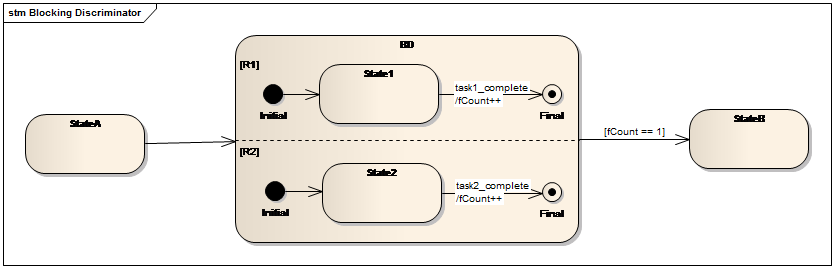 stm Blocking Discriminator
BD
[R1]
State1
task1_complete
/fCount++
Initial
Final
StateA
[fCount == 1]
StateB
[R2]
State2
task2_complete
/fCount++
Initial
Final